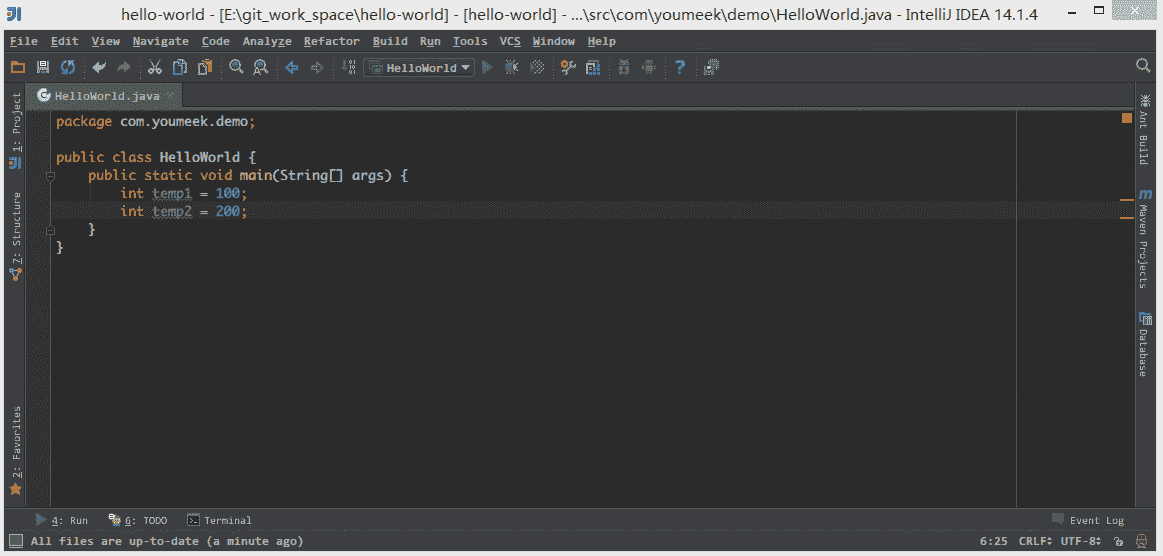 hello-world - [E:\git_work_space\hello-world] - [hello-world] - ...\src\com\youmeek\demo\HelloWorld.java - IntelliJ IDEA 14.1.4
File Edit View Navigate Code Analyze Refactor Build Run Tools VCS Window Help
HelloWorld
HelloWorld.java
1: Project
7: Structure
2: Favorites
package com.youmeek.demo;
public class HelloWorld {
public static void main(String[] args) {
int temp1 = 100;
int temp2 = 200;
}
}
Ant Build
Maven Projects
Database
4: Run 6: TODO Terminal Event Log
All files are up-to-date (a minute ago) 6:25 CRLF UTF-8